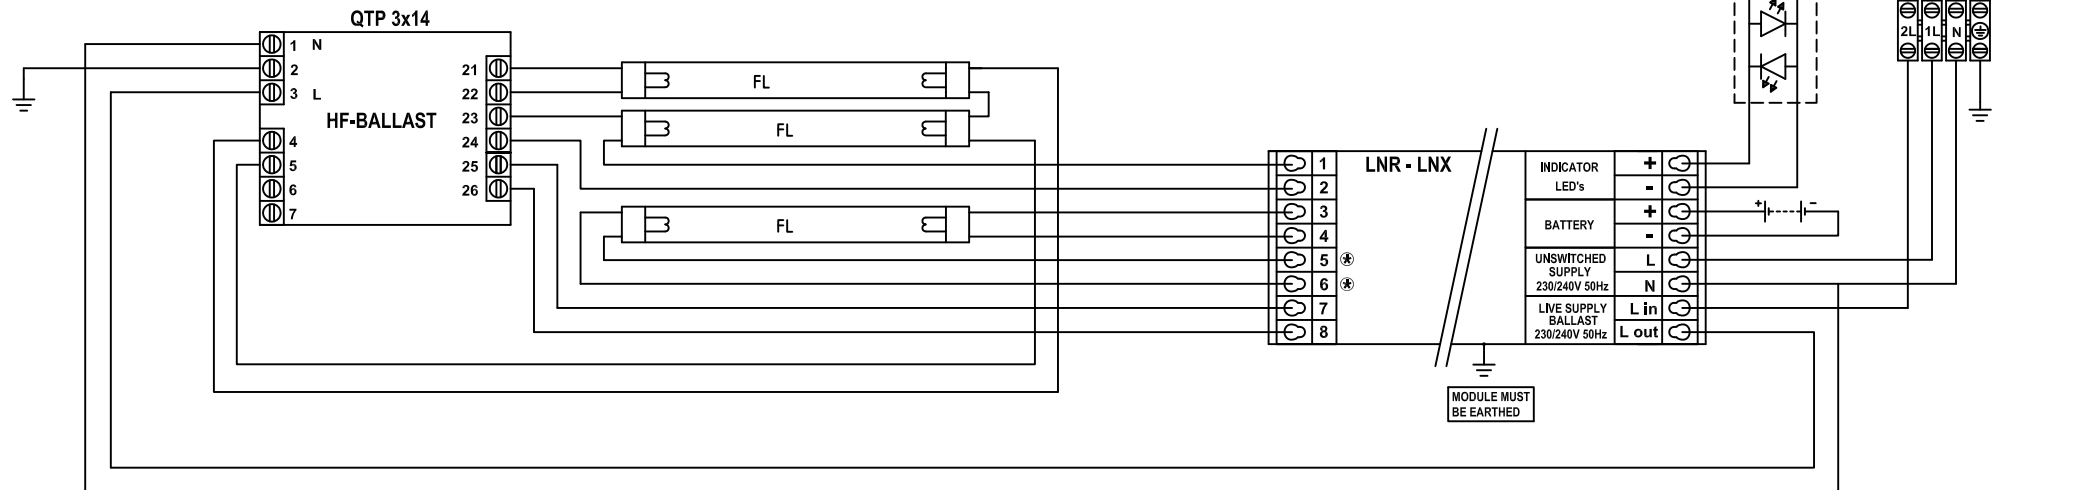 QTP 3x14
1 N
2
3 L
HF-BALLAST
4
5
6
7
21
22
23
24
25
26
FL
FL
FL
LNR - LNX
1
2
3
4
5 *
6 *
7
8
INDICATOR
LED's
+
-
BATTERY
+
-
UNSWITCHED
SUPPLY
230/240V 50Hz
L
N
LIVE SUPPLY
BALLAST
230/240V 50Hz
L in
L out
+ -
2L 1L N
MODULE MUST
BE EARTHED